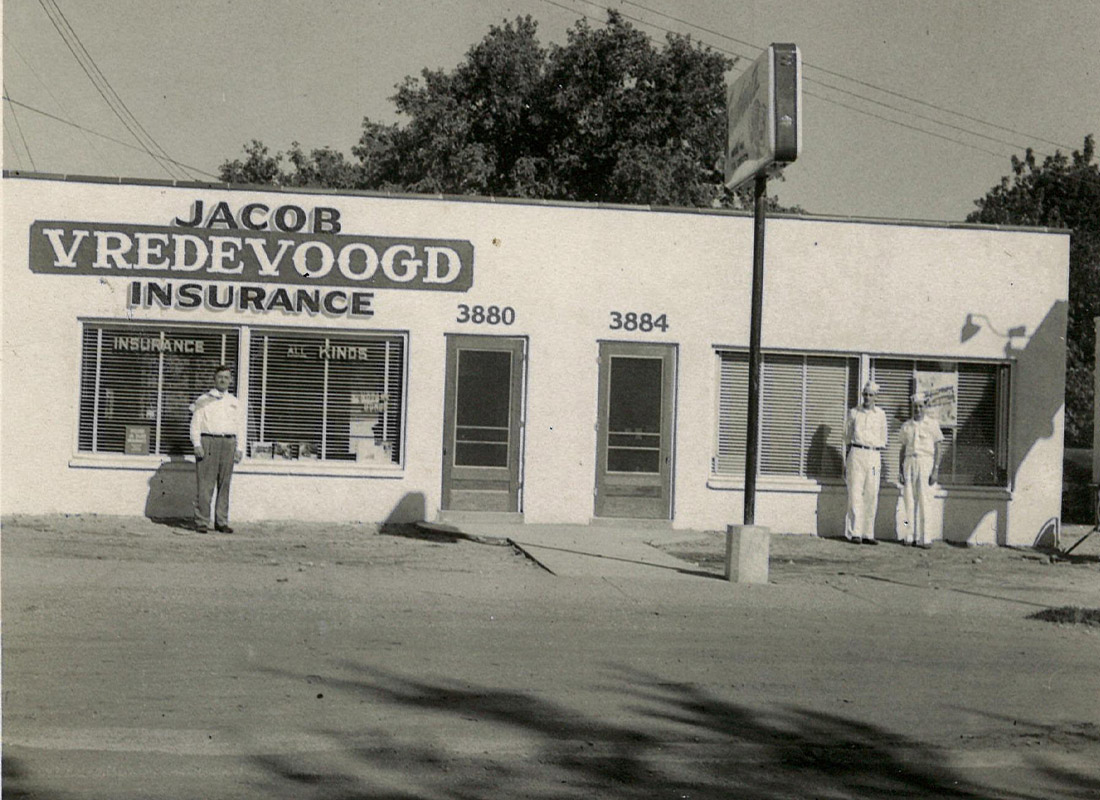 JACOB
VREDEVOOGD
INSURANCE
3880
3884
INSURANCE
ALL KINDS